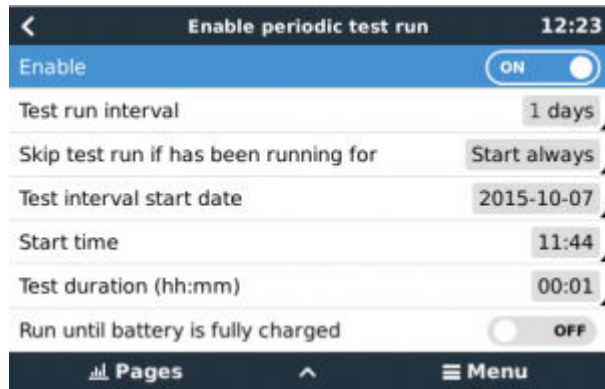 Enable periodic test run 12:23
Enable ON
Test run interval 1 days
Skip test run if has been running for Start always
Test interval start date 2015-10-07
Start time 11:44
Test duration (hh:mm) 00:01
Run until battery is fully charged OFF
Pages Menu